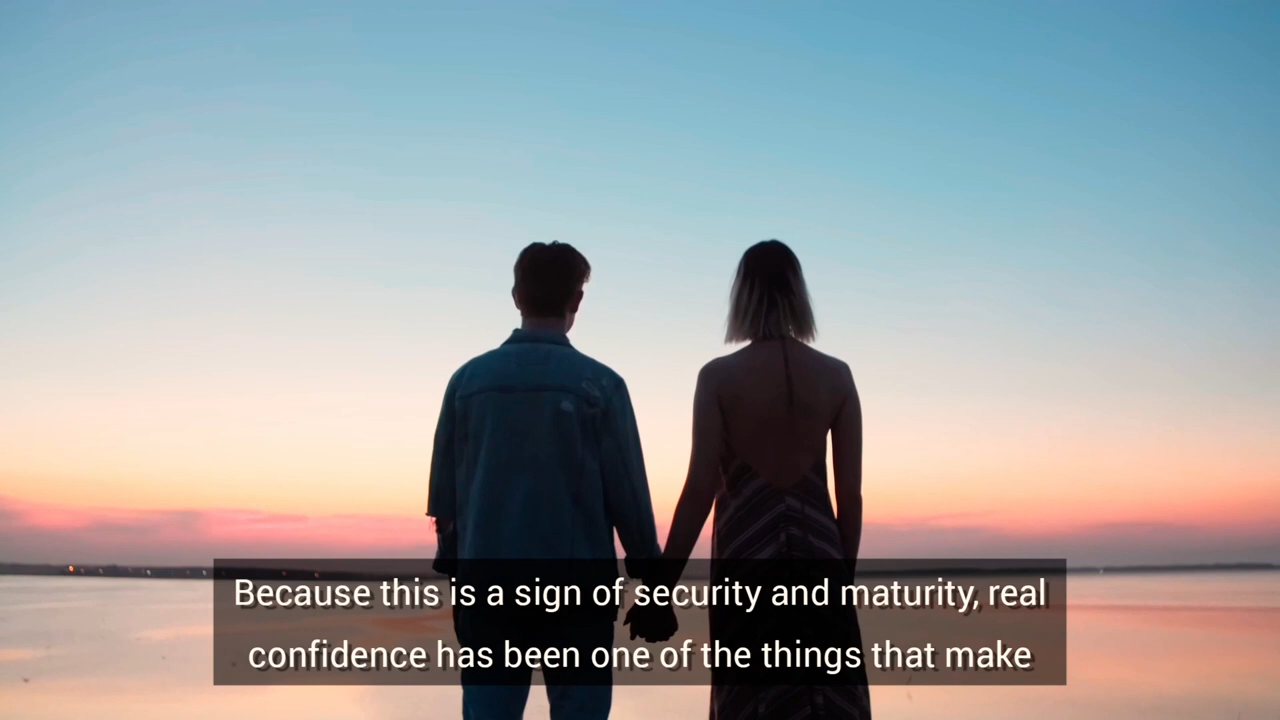 Because this is a sign of security and maturity, real
confidence has been one of the things that make